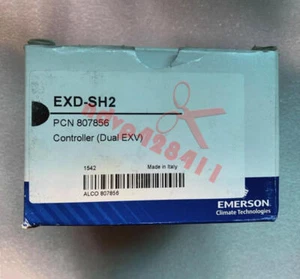 EXD-SH2
PCN 807856
Controller (Dual EXV)
1542
Made in Italy
ALCO 807856
EMERSON
Climate Technologies